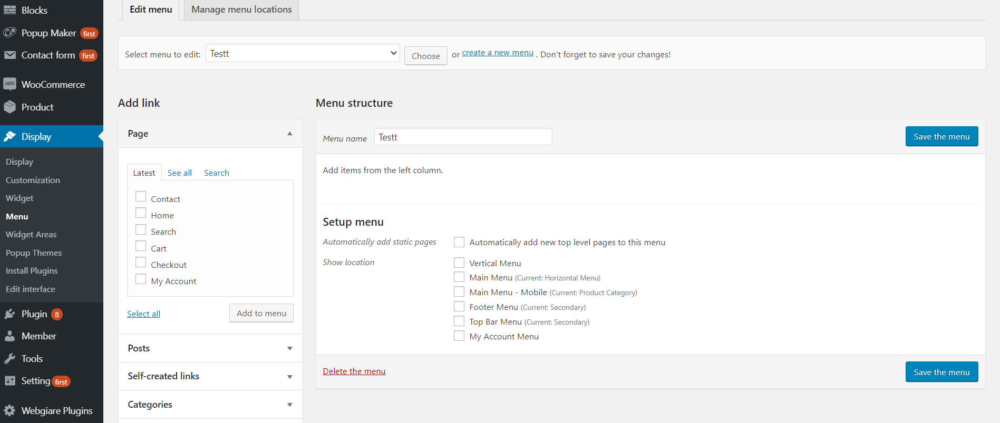 Blocks
Popup Maker first
Contact form first
WooCommerce
Product
Display
Display
Customization
Widget
Menu
Widget Areas
Popup Themes
Install Plugins
Edit interface
Plugin 8
Member
Tools
Setting first
Webgiare Plugins
Edit menu Manage menu locations
Select menu to edit: Testt Choose or create a new menu . Don't forget to save your changes!
Add link
Page
Latest See all Search
Contact
Home
Search
Cart
Checkout
My Account
Select all Add to menu
Posts
Self-created links
Categories
Menu structure
Menu name Testt Save the menu
Add items from the left column.
Setup menu
Automatically add static pages Automatically add new top level pages to this menu
Show location Vertical Menu
Main Menu (Current: Horizontal Menu)
Main Menu - Mobile (Current: Product Category)
Footer Menu (Current: Secondary)
Top Bar Menu (Current: Secondary)
My Account Menu
Delete the menu Save the menu